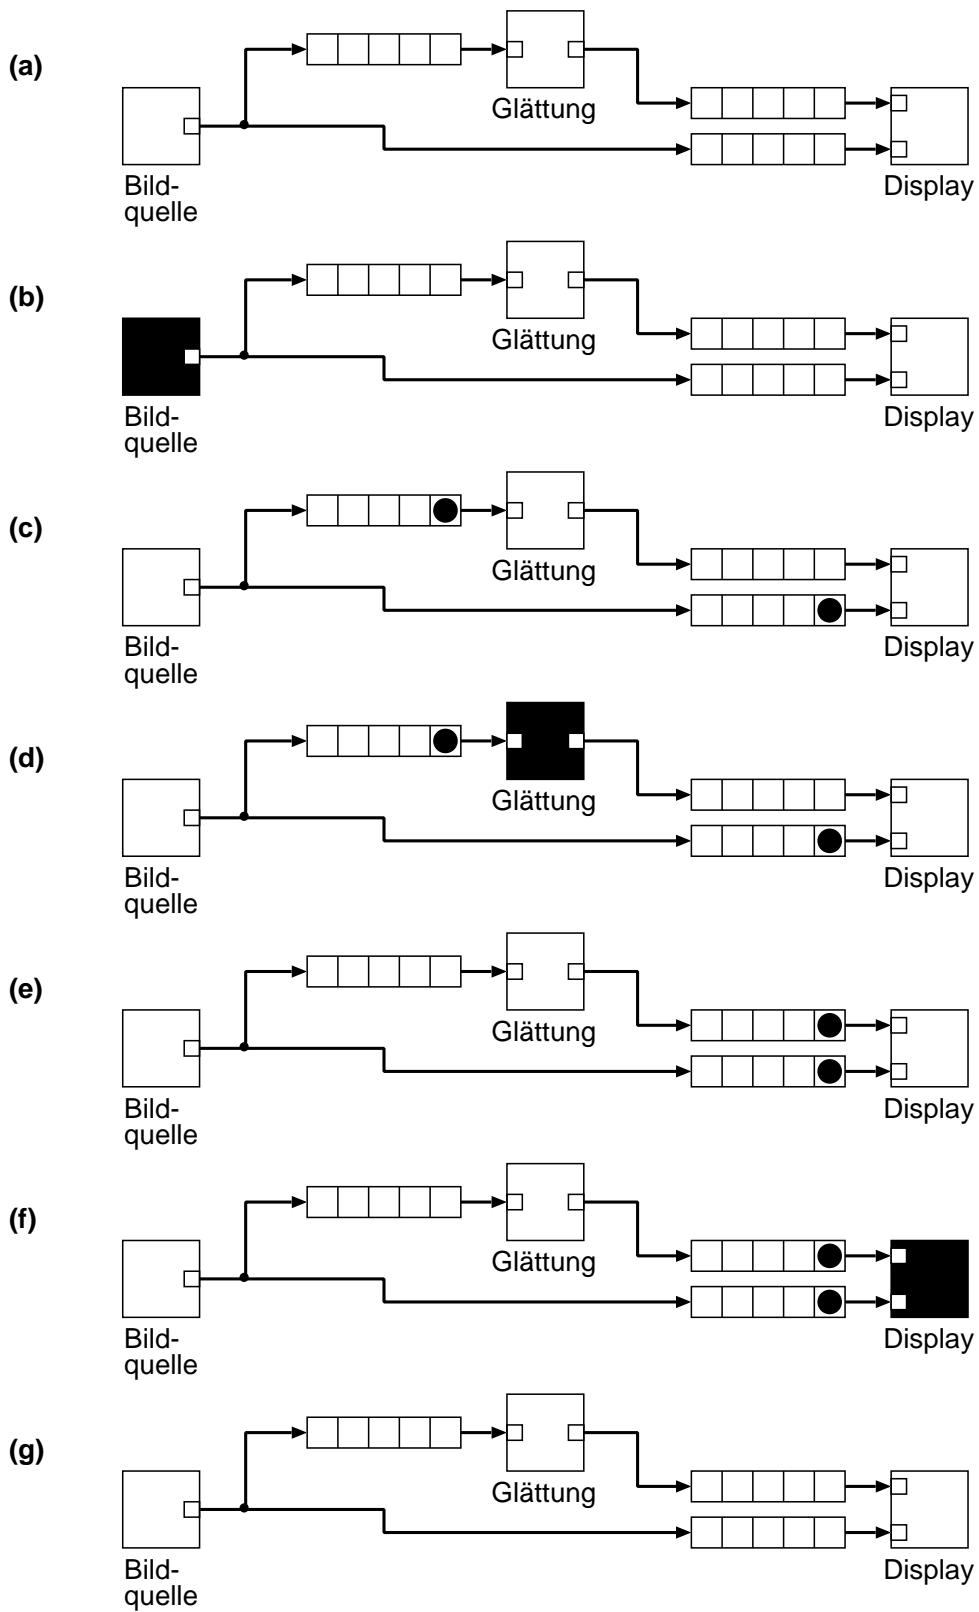 (a)
Glättung
Bild-
quelle
Display
(b)
Glättung
Bild-
quelle
Display
(c)
Glättung
Bild-
quelle
Display
(d)
Glättung
Bild-
quelle
Display
(e)
Glättung
Bild-
quelle
Display
(f)
Glättung
Bild-
quelle
Display
(g)
Glättung
Bild-
quelle
Display